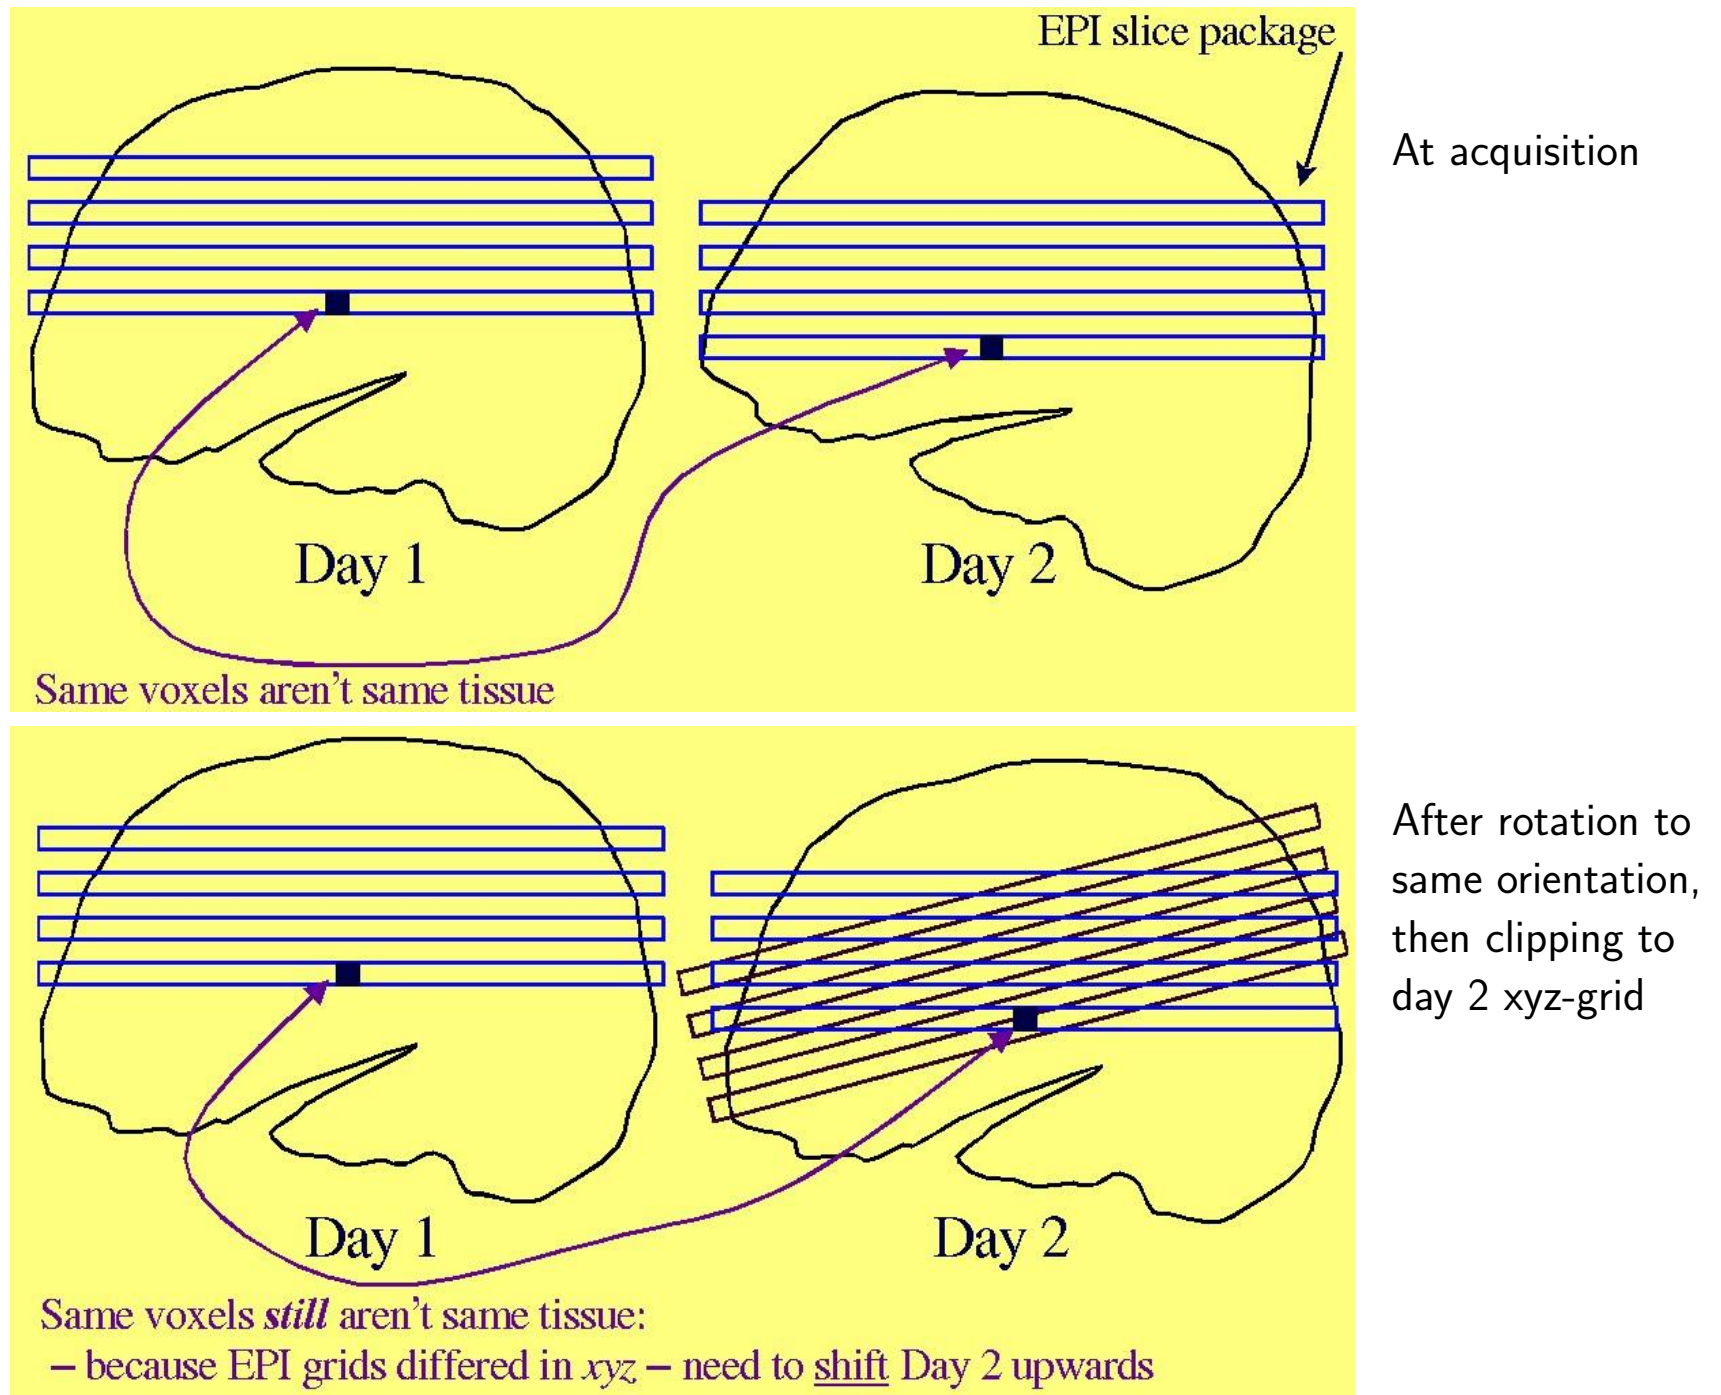 EPI slice package
At acquisition
Day 1
Day 2
Same voxels aren't same tissue
After rotation to
same orientation,
then clipping to
day 2 xyz-grid
Day 1
Day 2
Same voxels still aren't same tissue:
– because EPI grids differed in xyz – need to shift Day 2 upwards